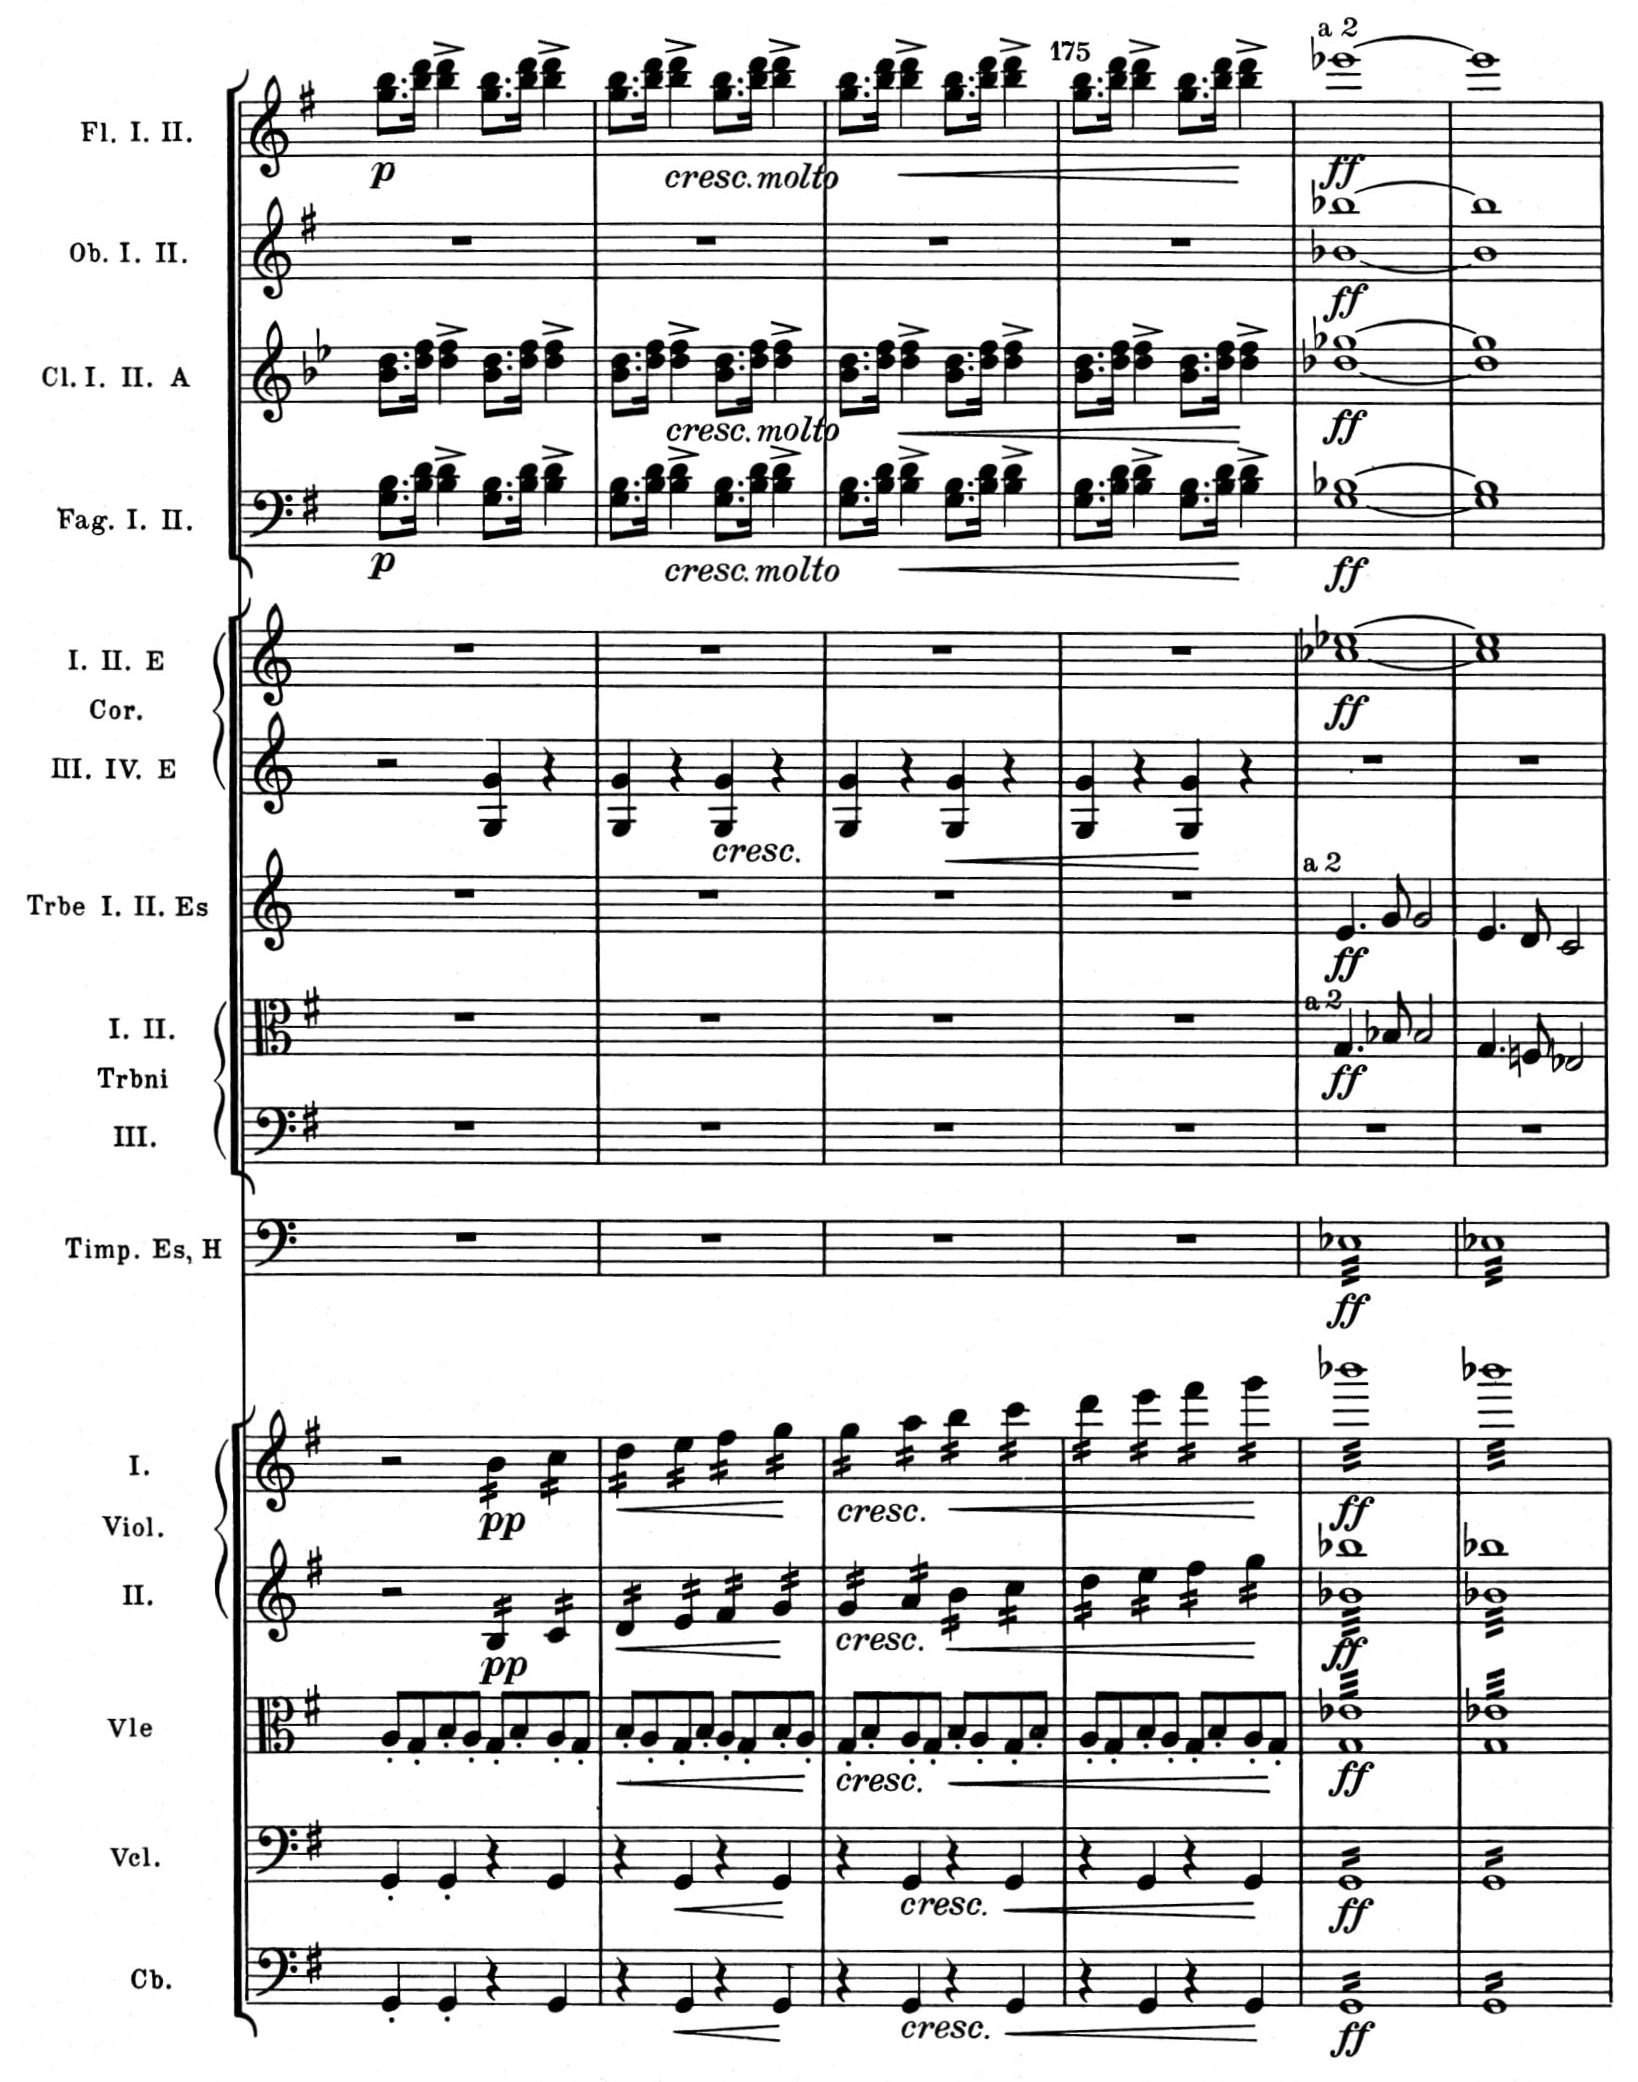 a 2
175
Fl. I. II.
p cresc. molto ff
Ob. I. II.
ff
Cl. I. II. A
cresc. molto ff
Fag. I. II.
p cresc. molto ff
I. II. E
ff
Cor.
III. IV. E
cresc.
a 2
Trbe I. II. Es
ff
a 2
I. II.
ff
Trbni
III.
Timp. Es, H
ff
I.
pp cresc. ff
Viol.
II.
pp cresc. ff
Vle
cresc. ff
Vcl.
cresc. ff
Cb.
cresc. ff